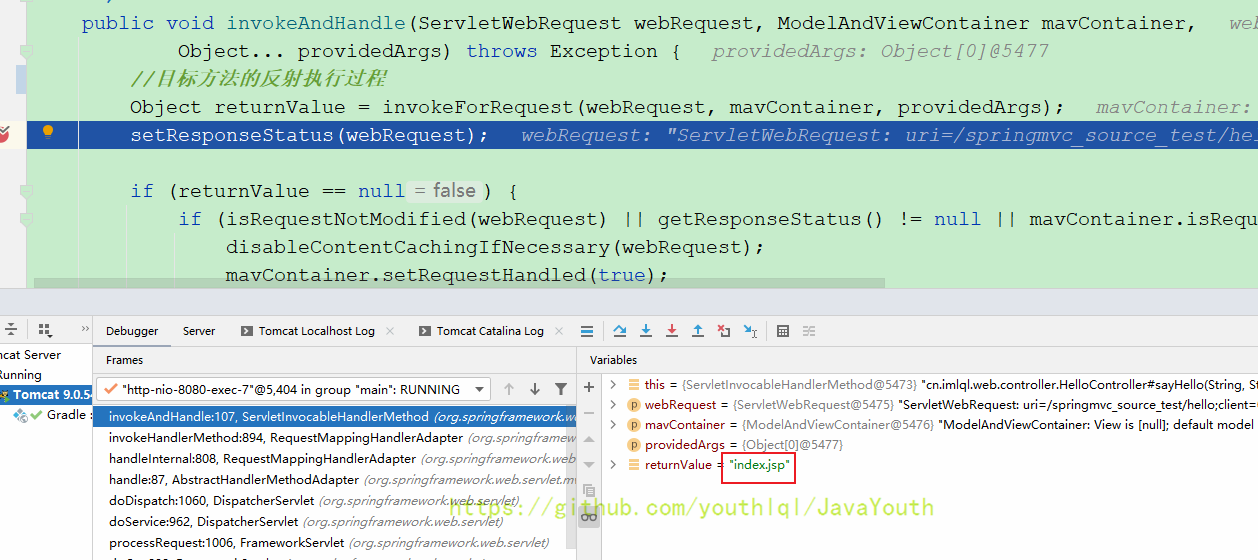 public void invokeAndHandle(ServletWebRequest webRequest, ModelAndViewContainer mavContainer, web
Object... providedArgs) throws Exception { providedArgs: Object[0]@5477
//目标方法的反射执行过程
Object returnValue = invokeForRequest(webRequest, mavContainer, providedArgs); mavContainer:
setResponseStatus(webRequest); webRequest: "ServletWebRequest: uri=/springmvc_source_test/hel
if (returnValue == null = false ) {
if (isRequestNotModified(webRequest) || getResponseStatus() != null || mavContainer.isRequ
disableContentCachingIfNecessary(webRequest);
mavContainer.setRequestHandled(true);
Debugger Server Tomcat Localhost Log Tomcat Catalina Log
Frames Variables
mcat Server
Running
Tomcat 9.0.54
Gradle :
"http-nio-8080-exec-7"@5,404 in group "main": RUNNING
invokeAndHandle:107, ServletInvocableHandlerMethod (org.springframework.we
invokeHandlerMethod:894, RequestMappingHandlerAdapter (org.springframewor
handleInternal:808, RequestMappingHandlerAdapter (org.springframework.web.
handle:87, AbstractHandlerMethodAdapter (org.springframework.web.servlet.m
doDispatch:1060, DispatcherServlet (org.springframework.web.servlet)
doService:962, DispatcherServlet (org.springframework.web.servlet)
processRequest:1006, FrameworkServlet (org.springframework.web.servlet)
this = {ServletInvocableHandlerMethod@5473} "cn.imlql.web.controller.HelloController#sayHello(String, St
webRequest = {ServletWebRequest@5475} "ServletWebRequest: uri=/springmvc_source_test/hello;client=
mavContainer = {ModelAndViewContainer@5476} "ModelAndViewContainer: View is [null]; default model
providedArgs = {Object[0]@5477}
returnValue = "index.jsp"
https://github.com/youthlql/JavaYouth